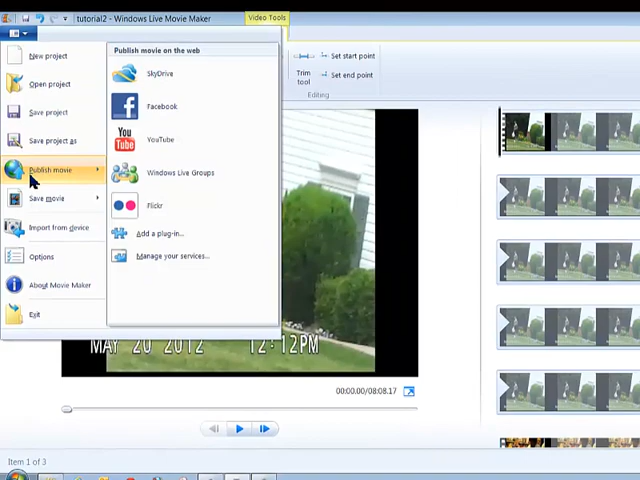 tutorial2 - Windows Live Movie Maker
Video Tools
New project
Open project
Save project
Save project as
Publish movie
Save movie
Import from device
Options
About Movie Maker
Exit
Publish movie on the web
SkyDrive
Facebook
You Tube
YouTube
Windows Live Groups
Flickr
Add a plug-in...
Manage your services...
Trim tool
Set start point
Set end point
Editing
MAY 20 2012 12:12PM
00:00.00/08:08.17
Item 1 of 3